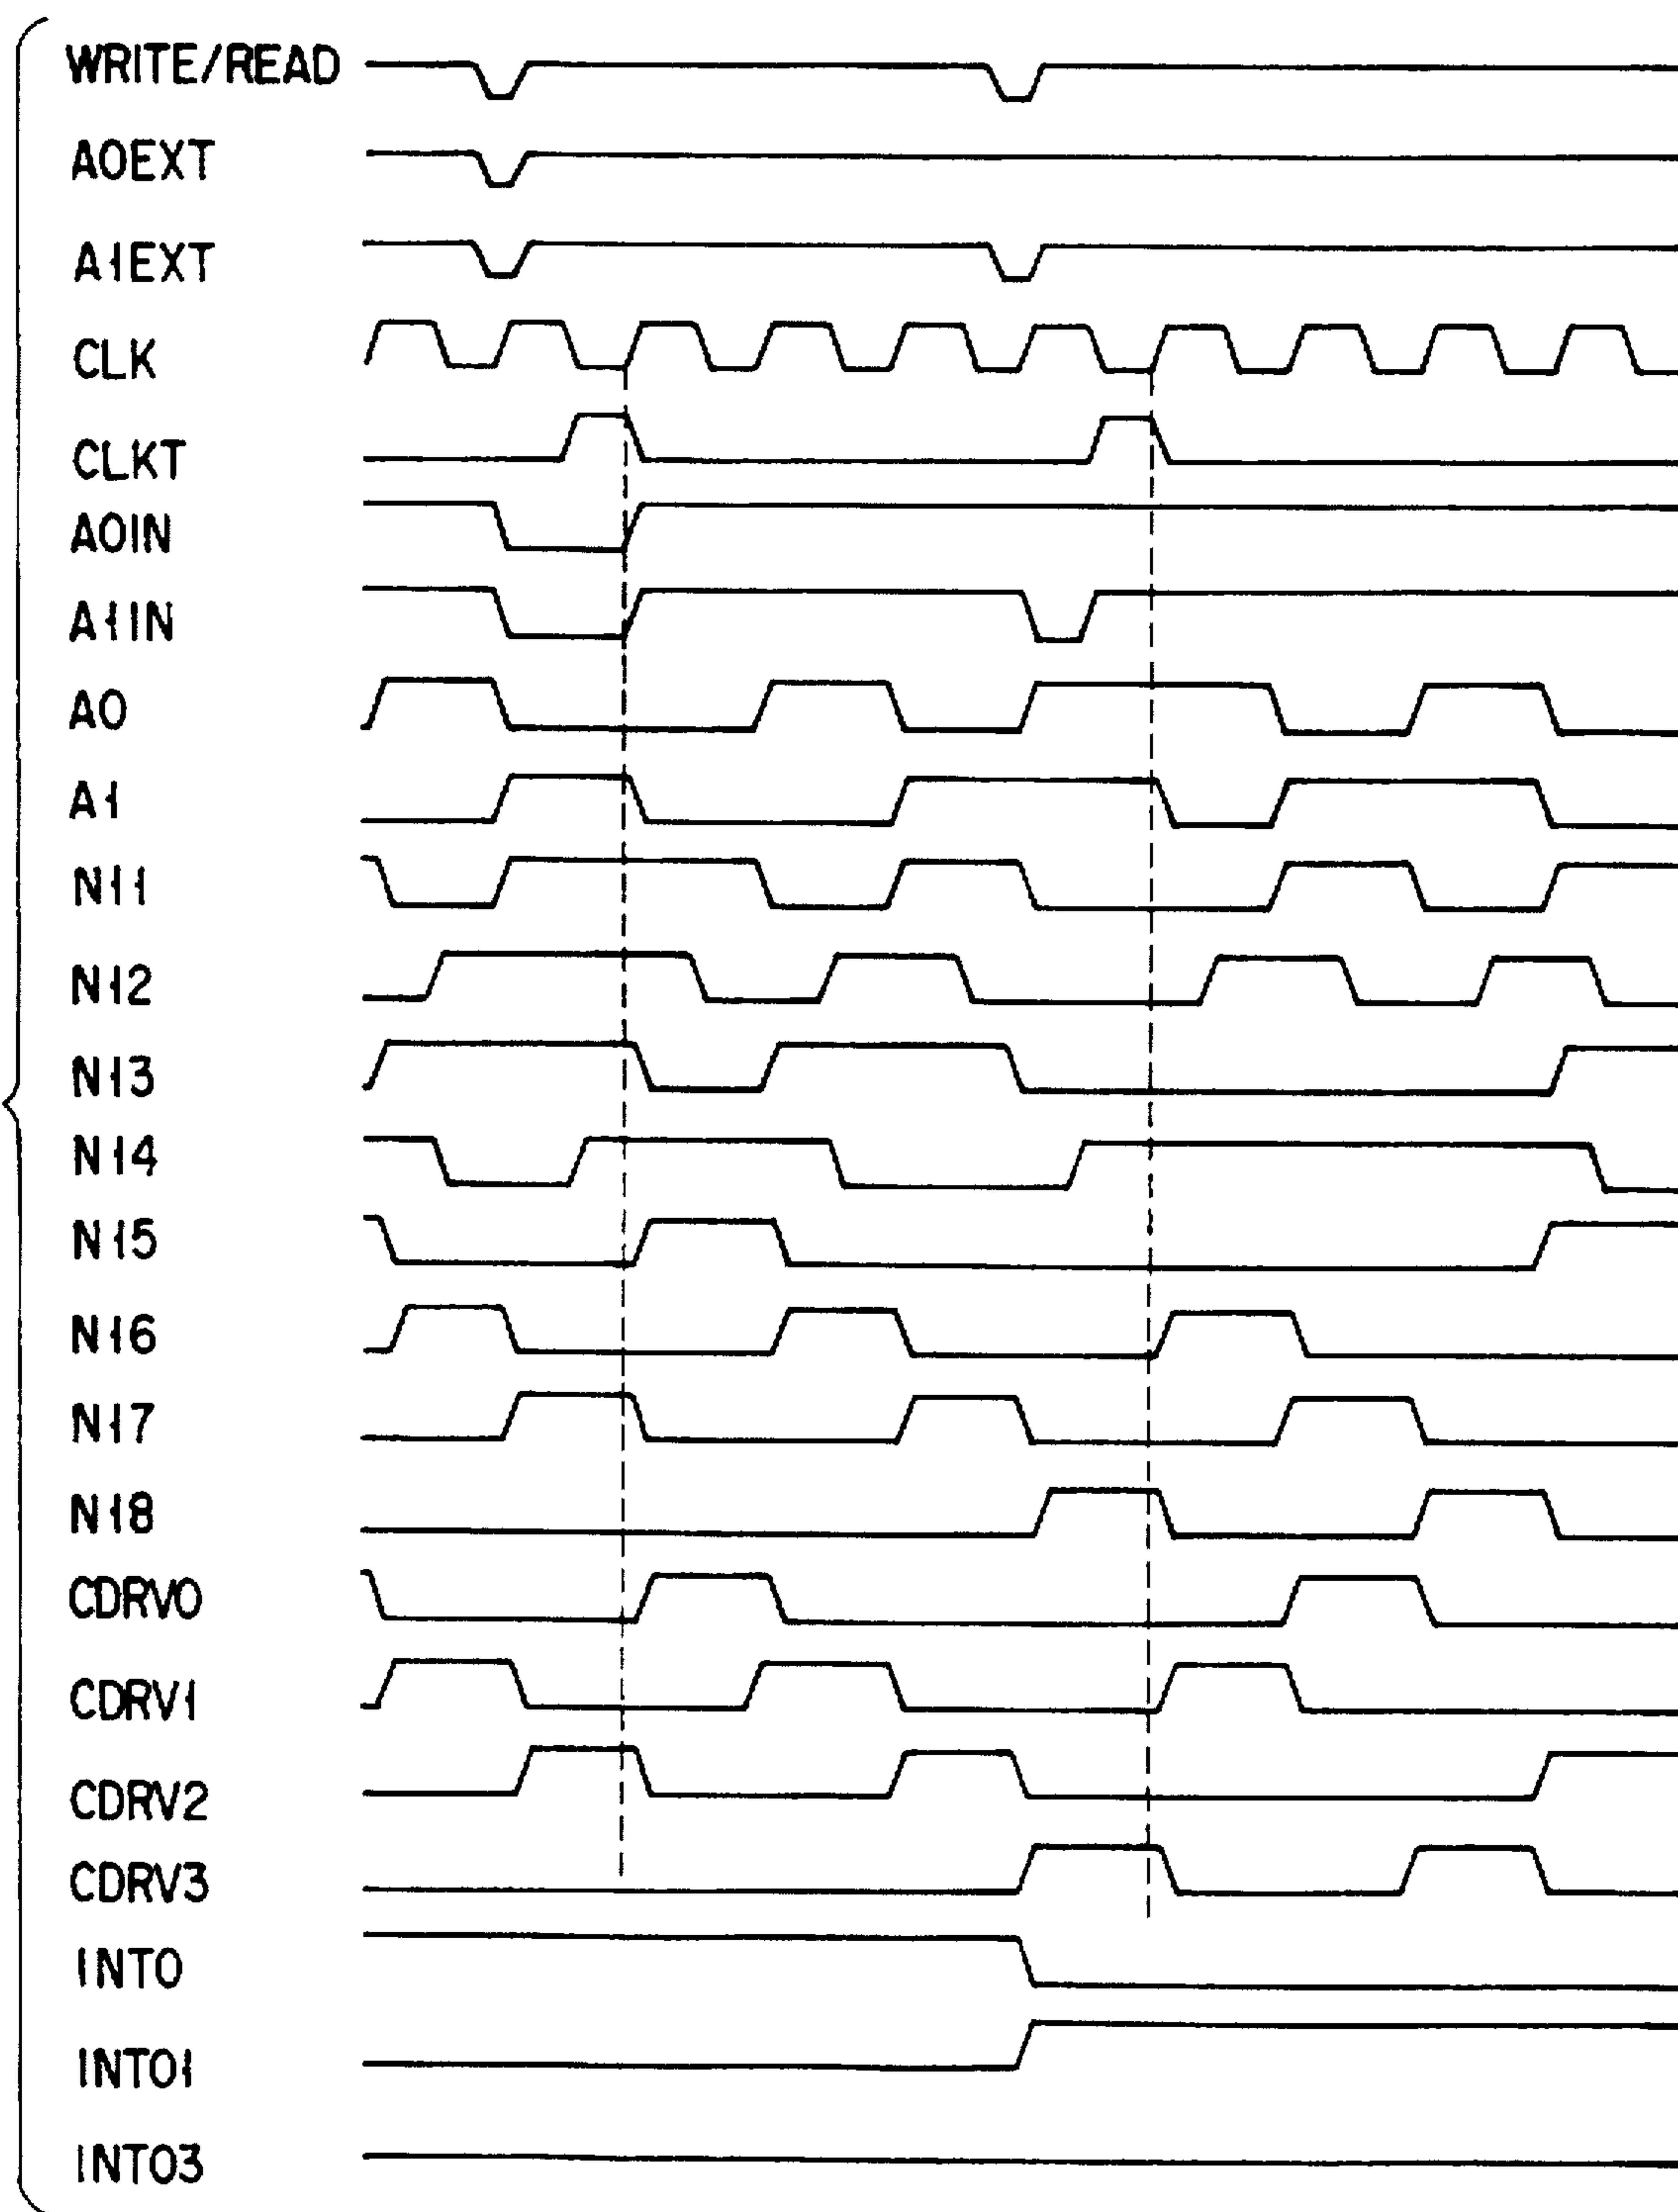 WRITE/READ
A0EXT
A1EXT
CLK
CLKT
A0IN
A1IN
A0
A1
N11
N12
N13
N14
N15
N16
N17
N18
CDRV0
CDRV1
CDRV2
CDRV3
INT0
INT01
INT03